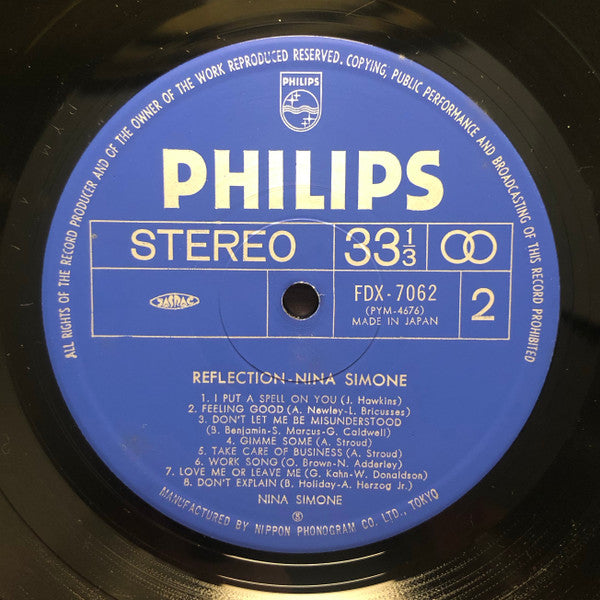 ALL RIGHTS OF THE RECORD PRODUCER AND OF THE OWNER OF THE WORK REPRODUCED RESERVED. COPYING, PUBLIC PERFORMANCE AND BROADCASTING OF THIS RECORD PROHIBITED
PHILIPS
PHILIPS
STEREO 33 1/3
JASRAC FDX-7062 2
(PYM-4676)
MADE IN JAPAN
REFLECTION-NINA SIMONE
1. I PUT A SPELL ON YOU (J. Hawkins)
2. FEELING GOOD (A. Newley-L. Bricusses)
3. DON'T LET ME BE MISUNDERSTOOD
(B. Benjamin-S. Marcus-G. Caldwell)
4. GIMME SOME (A. Stroud)
5. TAKE CARE OF BUSINESS (A. Stroud)
6. WORK SONG (O. Brown-N. Adderley)
7. LOVE ME OR LEAVE ME (G. Kahn-W. Donaldson)
8. DON'T EXPLAIN (B. Holiday-A. Herzog Jr.)
NINA SIMONE
MANUFACTURED BY NIPPON PHONOGRAM CO. LTD., TOKYO